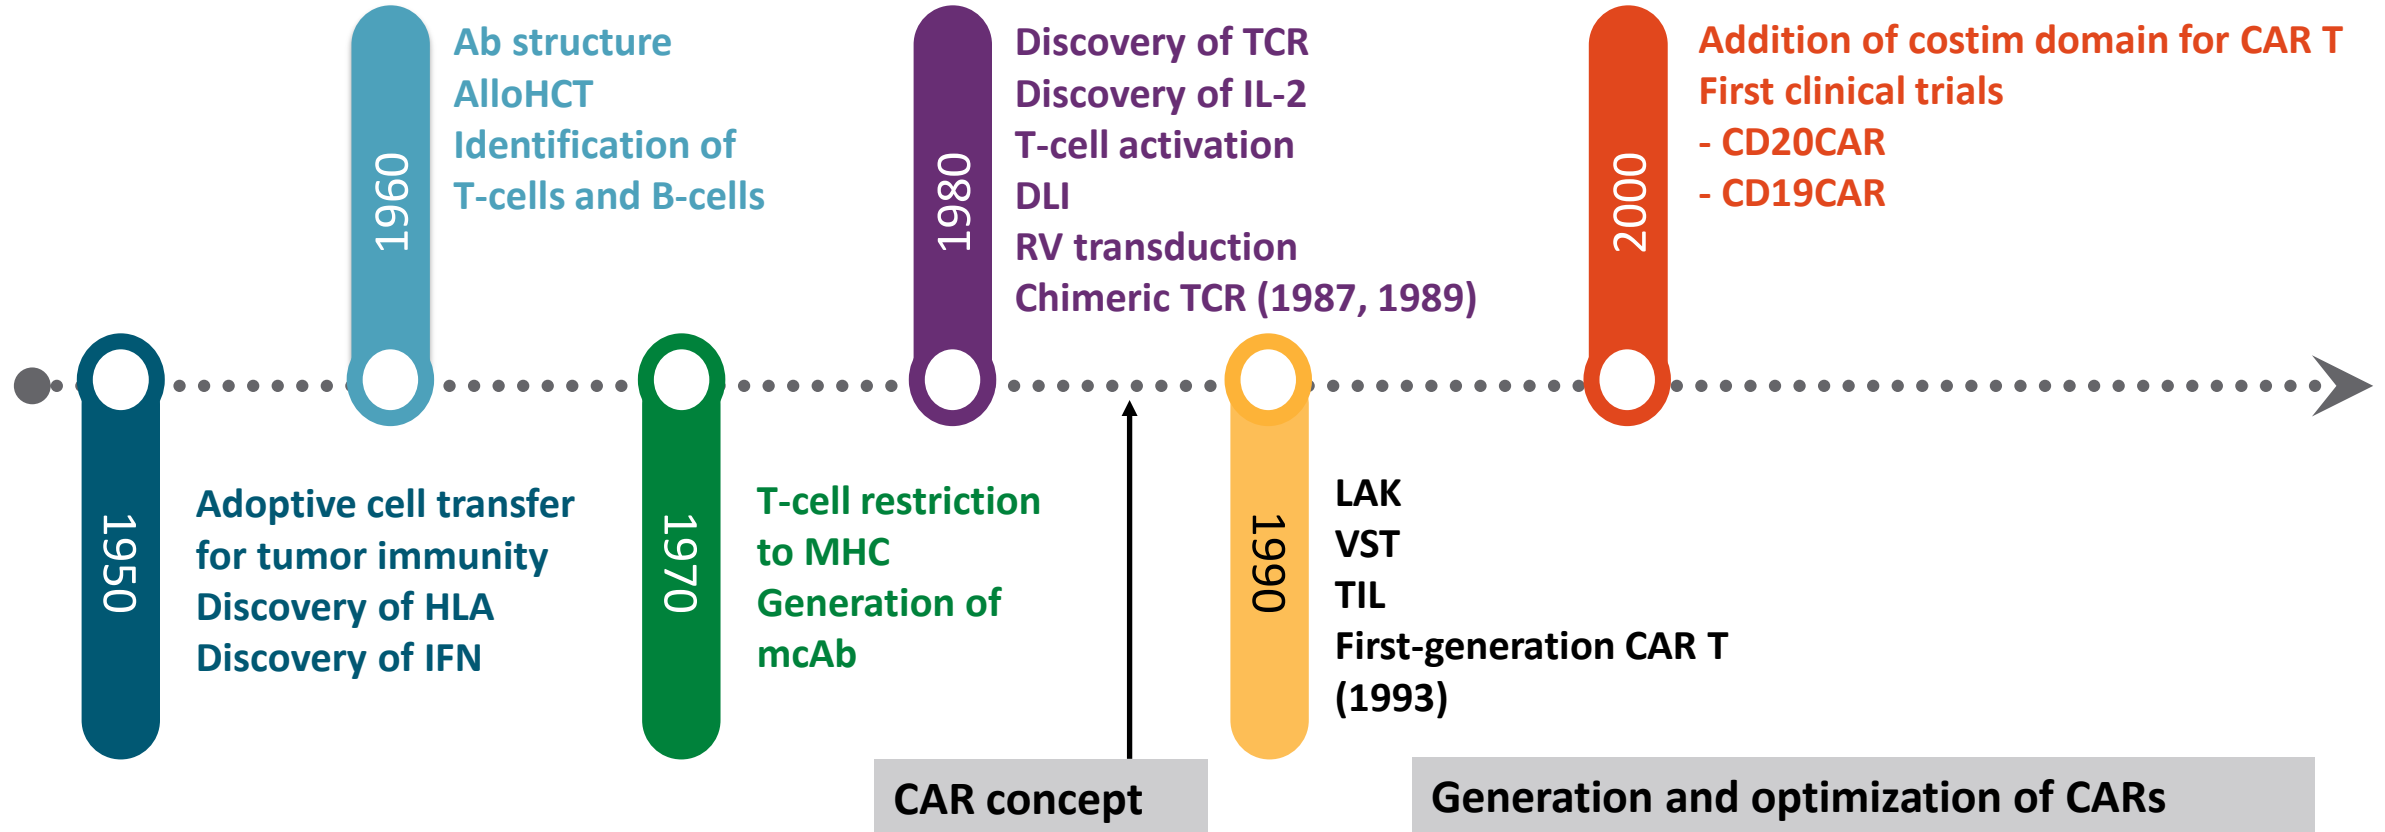 1950
Adoptive cell transfer
for tumor immunity
Discovery of HLA
Discovery of IFN
1960
Ab structure
AlloHCT
Identification of
T-cells and B-cells
1970
T-cell restriction
to MHC
Generation of
mcAb
1980
Discovery of TCR
Discovery of IL-2
T-cell activation
DLI
RV transduction
Chimeric TCR (1987, 1989)
CAR concept
1990
LAK
VST
TIL
First-generation CAR T
(1993)
2000
Addition of costim domain for CAR T
First clinical trials
- CD20CAR
- CD19CAR
Generation and optimization of CARs